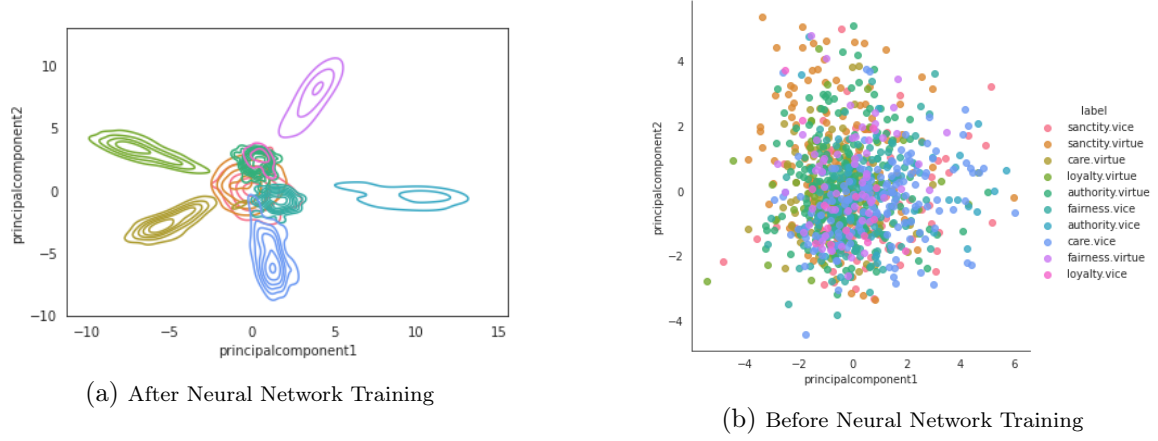 10
5
0
−5
−10
principalcomponent2
−10
−5
0
5
10
15
principalcomponent1
(a) After Neural Network Training
4
2
0
−2
−4
principalcomponent2
−4
−2
0
2
4
6
principalcomponent1
label
sanctity.vice
sanctity.virtue
care.virtue
loyalty.virtue
authority.virtue
fairness.vice
authority.vice
care.vice
fairness.virtue
loyalty.vice
(b) Before Neural Network Training